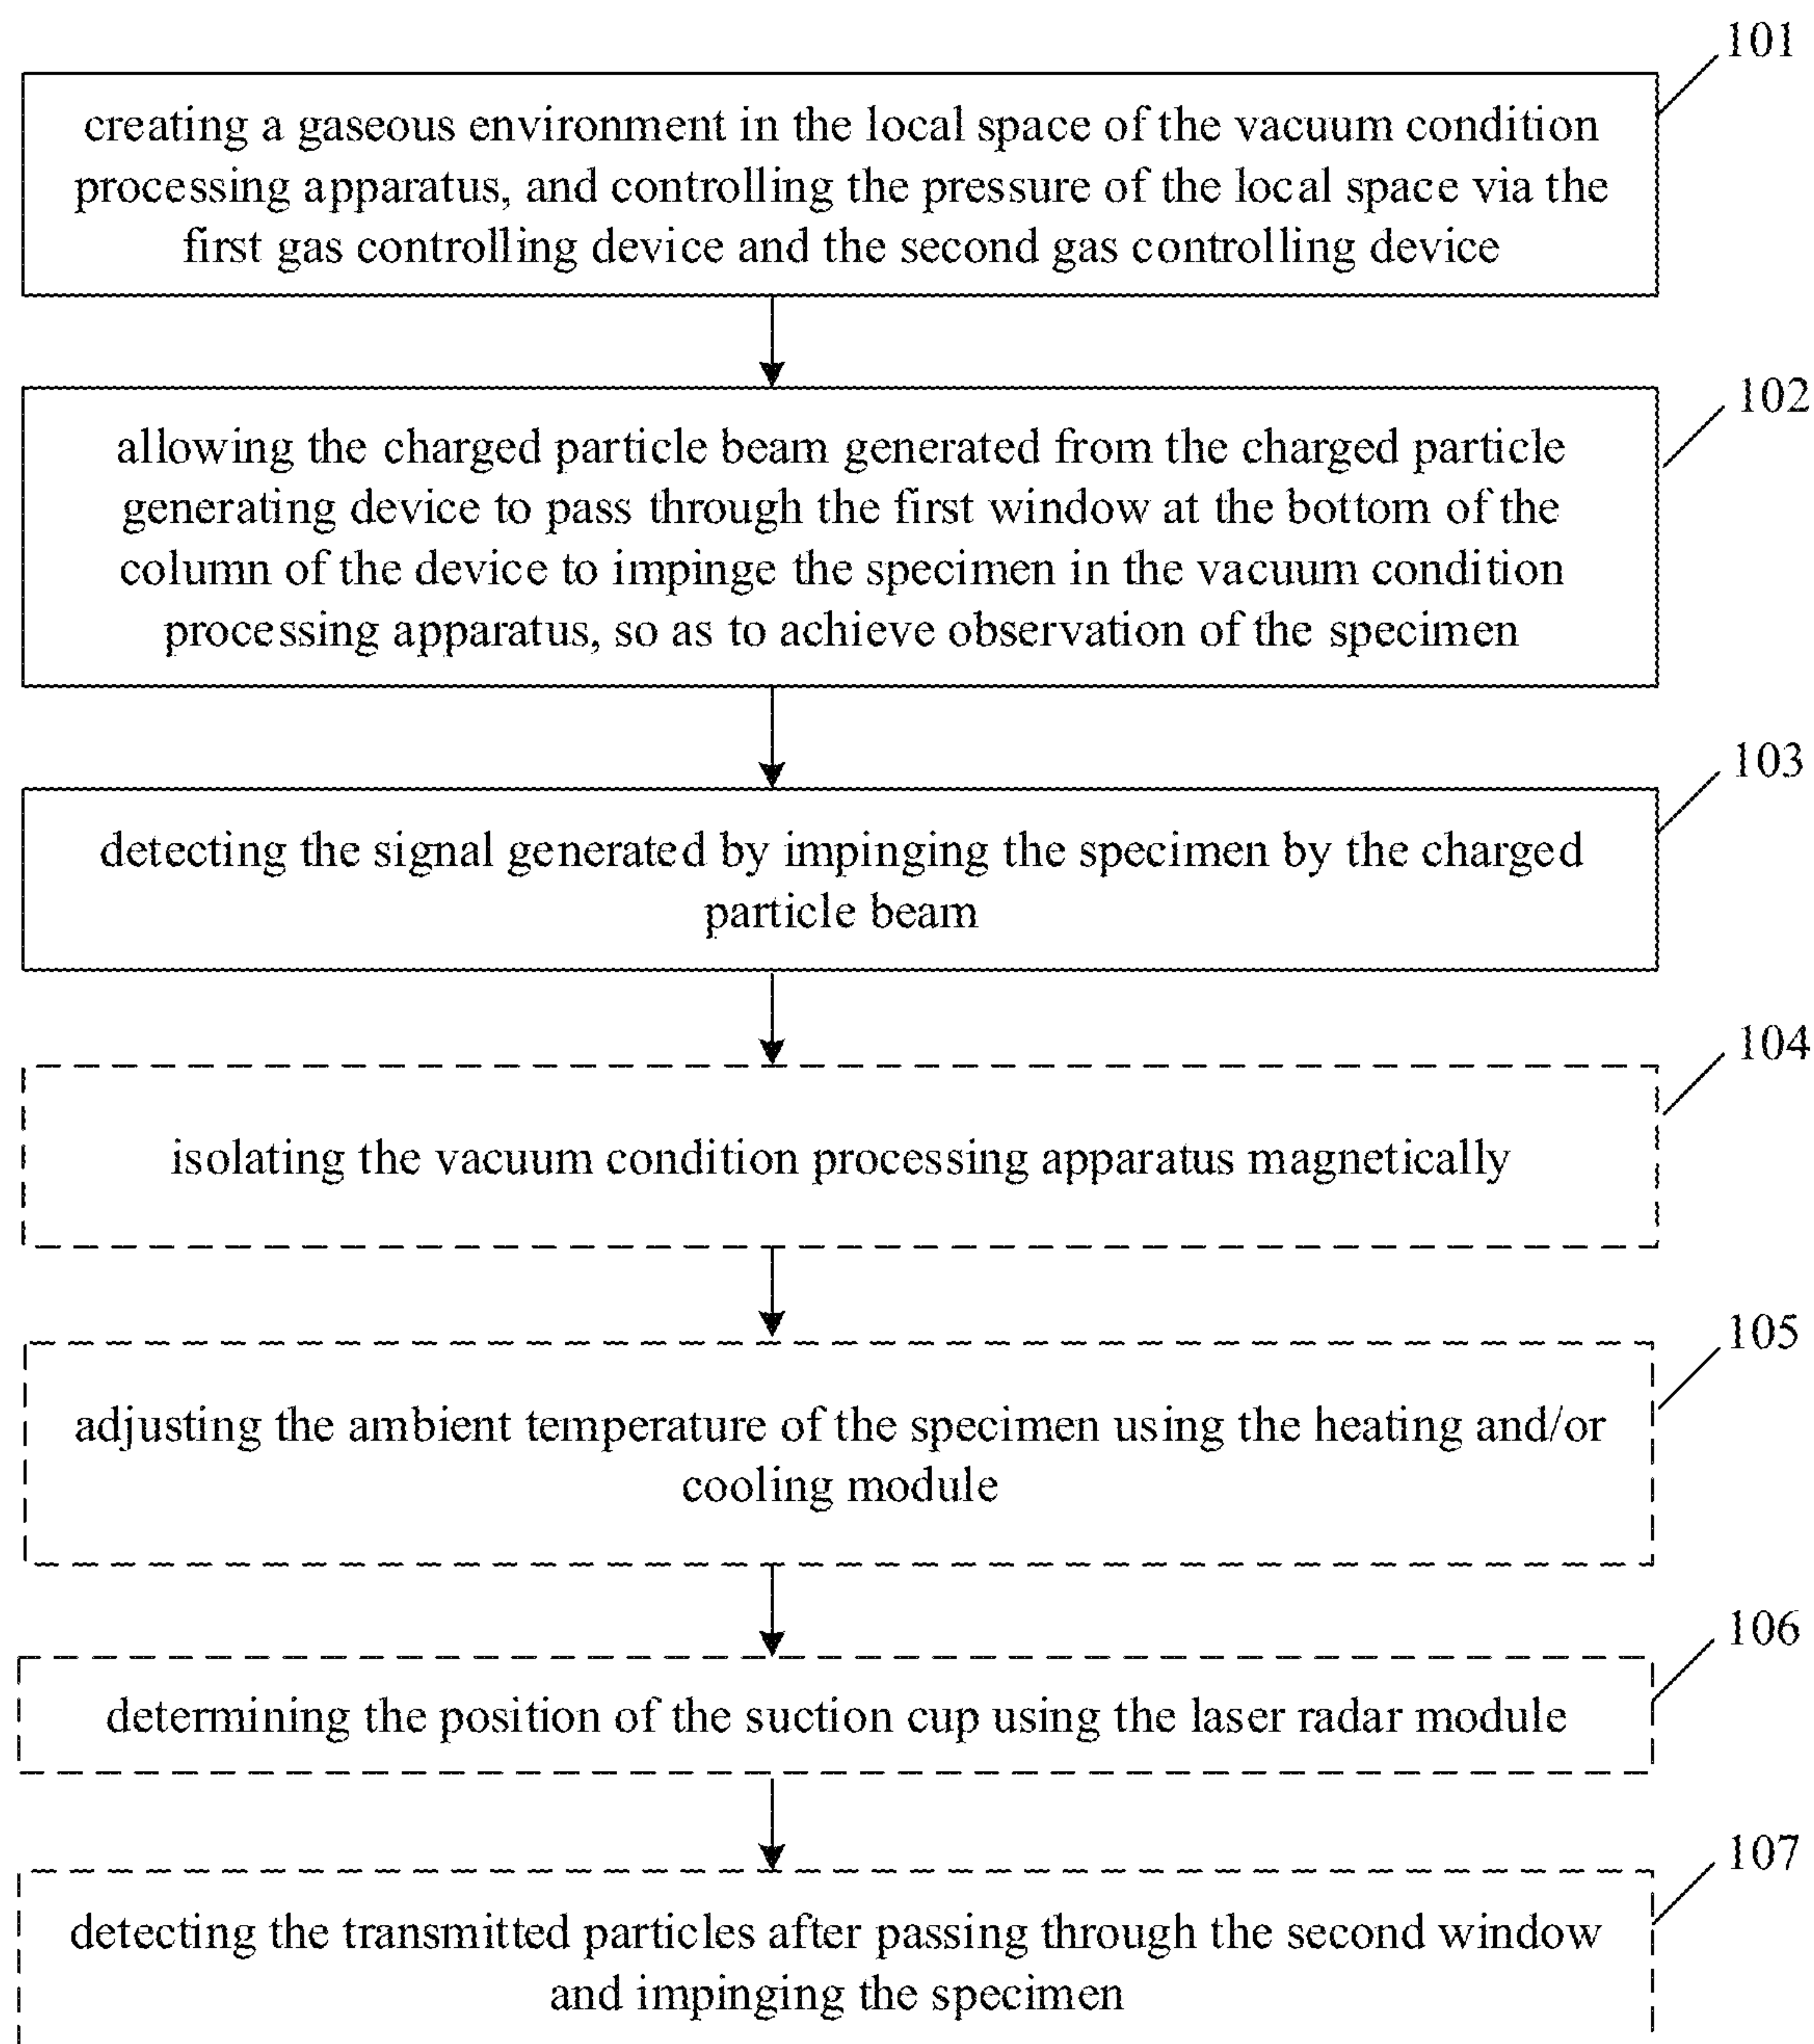 101
creating a gaseous environment in the local space of the vacuum condition
processing apparatus, and controlling the pressure of the local space via the
first gas controlling device and the second gas controlling device
102
allowing the charged particle beam generated from the charged particle
generating device to pass through the first window at the bottom of the
column of the device to impinge the specimen in the vacuum condition
processing apparatus, so as to achieve observation of the specimen
103
detecting the signal generated by impinging the specimen by the charged
particle beam
104
isolating the vacuum condition processing apparatus magnetically
105
adjusting the ambient temperature of the specimen using the heating and/or
cooling module
106
determining the position of the suction cup using the laser radar module
107
detecting the transmitted particles after passing through the second window
and impinging the specimen